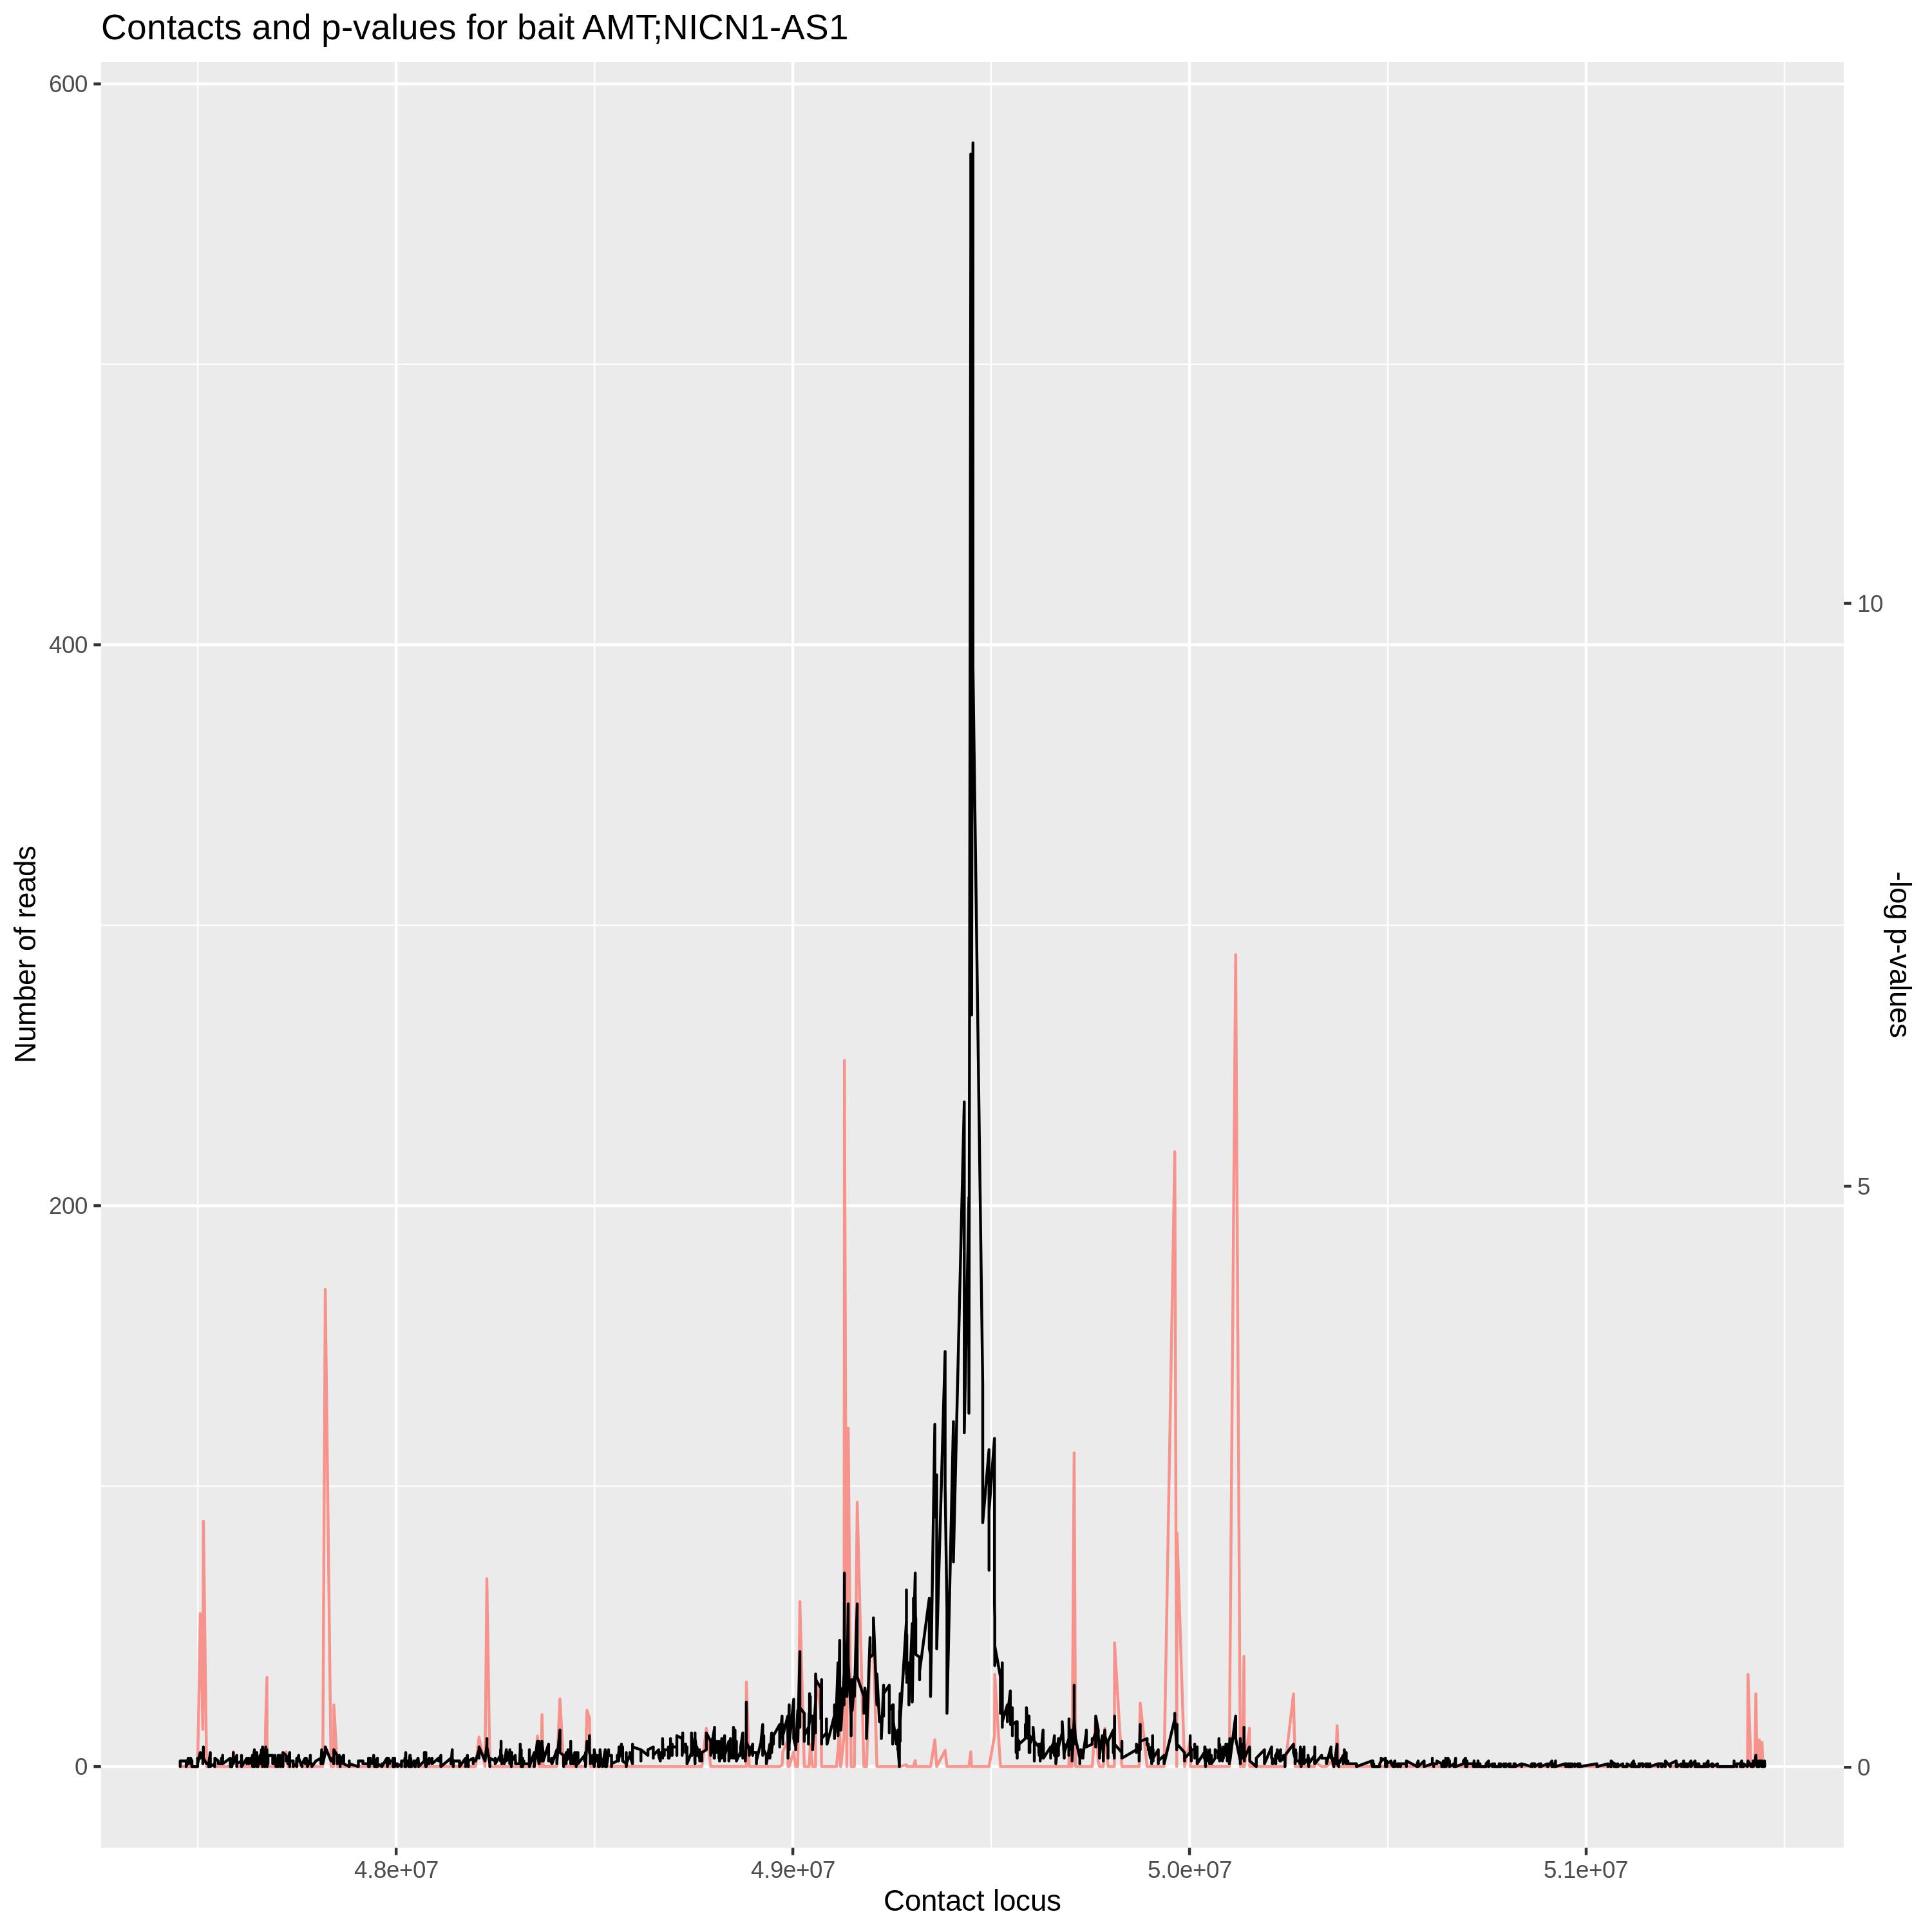 Contacts and p-values for bait AMT;NICN1-AS1
600
400
200
0
Number of reads
10
5
0
-log p-values
4.8e+07
4.9e+07
5.0e+07
5.1e+07
Contact locus